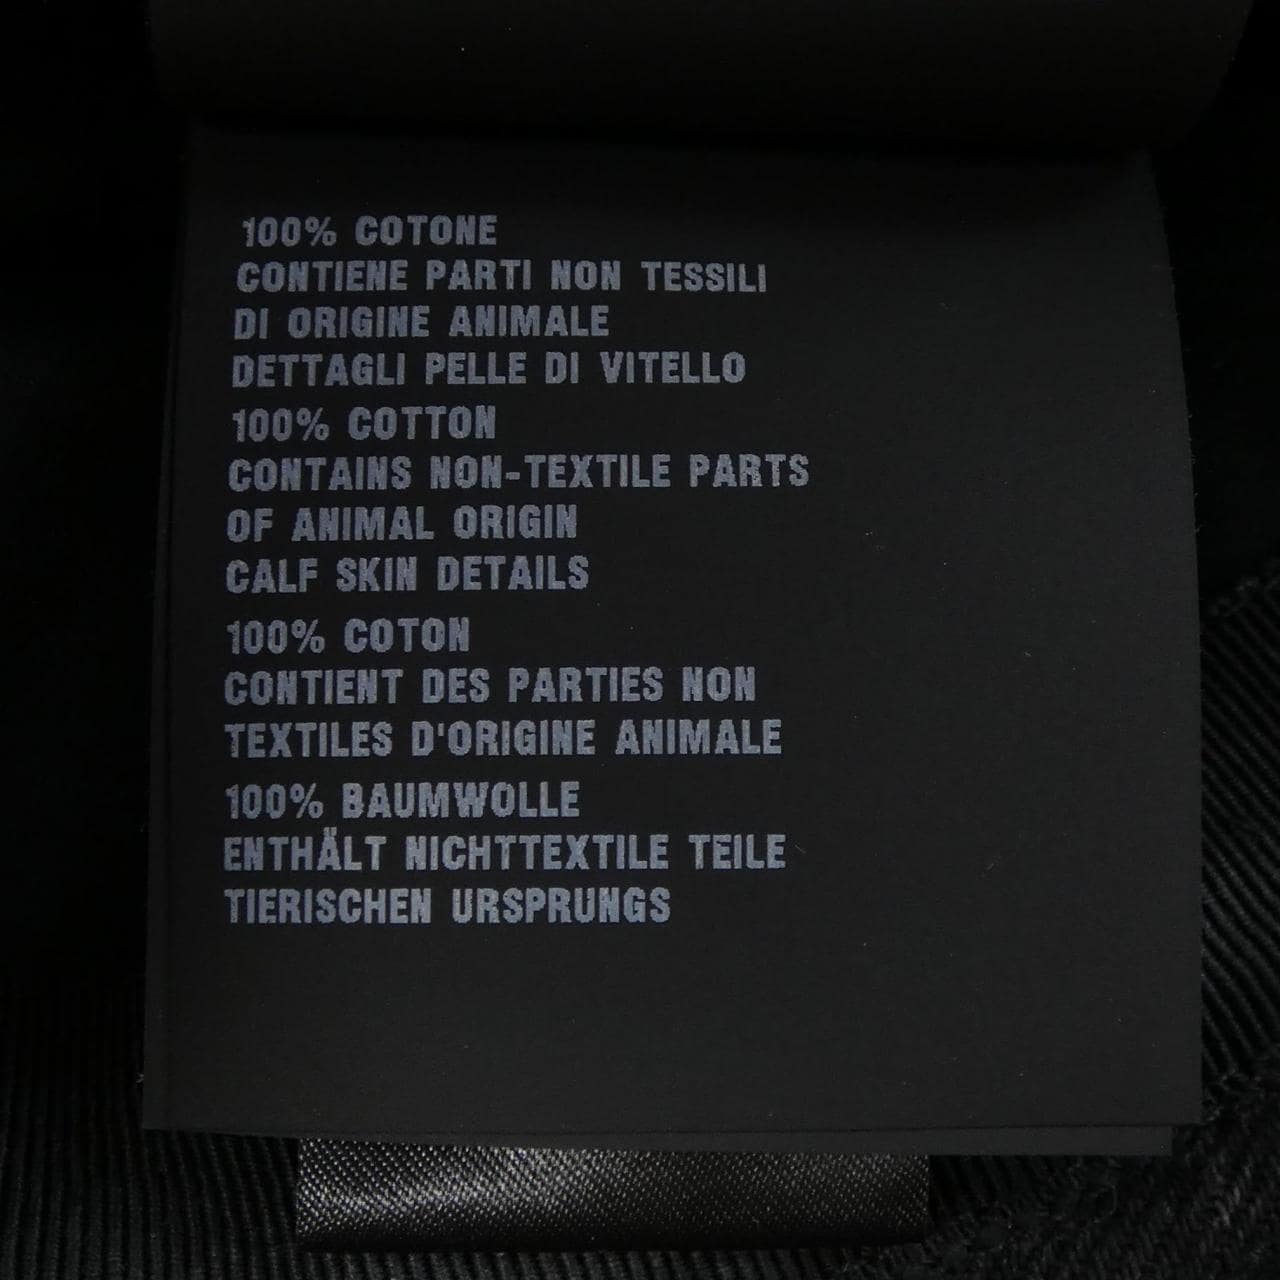 100% COTONE
CONTIENE PARTI NON TESSILI
DI ORIGINE ANIMALE
DETTAGLI PELLE DI VITELLO
100% COTTON
CONTAINS NON-TEXTILE PARTS
OF ANIMAL ORIGIN
CALF SKIN DETAILS
100% COTON
CONTIENT DES PARTIES NON
TEXTILES D'ORIGINE ANIMALE
100% BAUMWOLLE
ENTHÄLT NICHTTEXTILE TEILE
TIERISCHEN URSPRUNGS